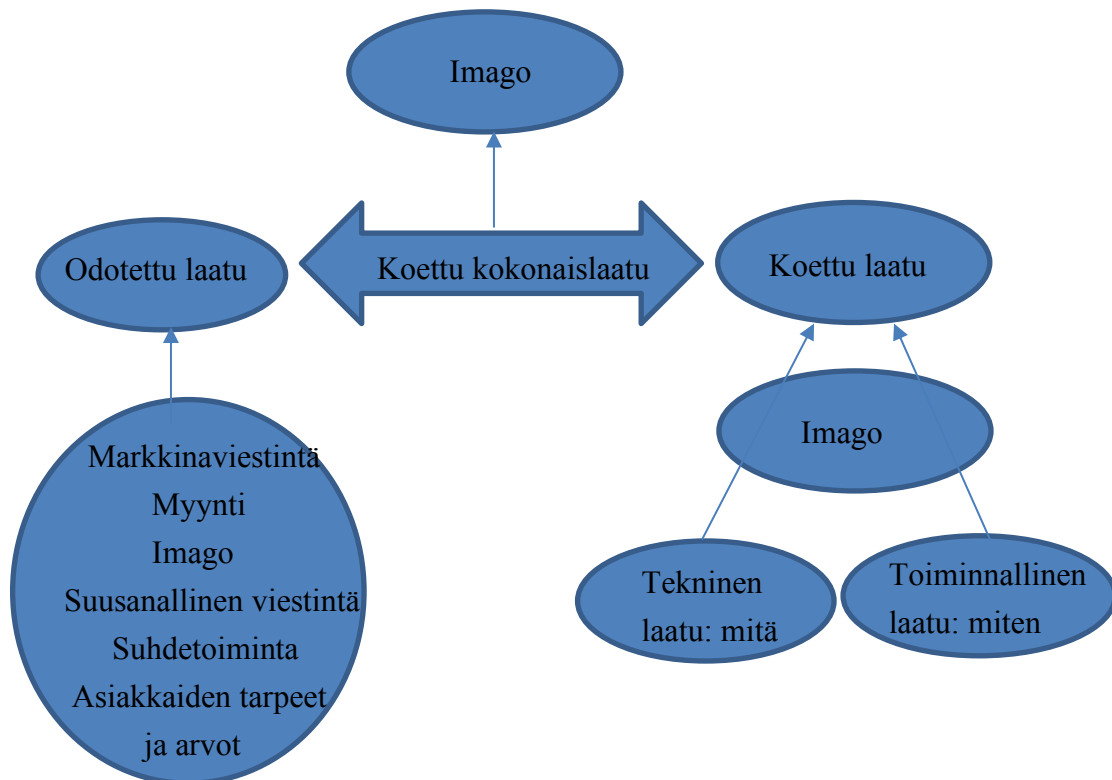 Imago
Odotettu laatu
Koettu kokonaislaatu
Koettu laatu
Markkinaviestintä
Myynti
Imago
Suusanallinen viestintä
Suhdetoiminta
Asiakkaiden tarpeet
ja arvot
Imago
Tekninen
laatu: mitä
Toiminnallinen
laatu: miten